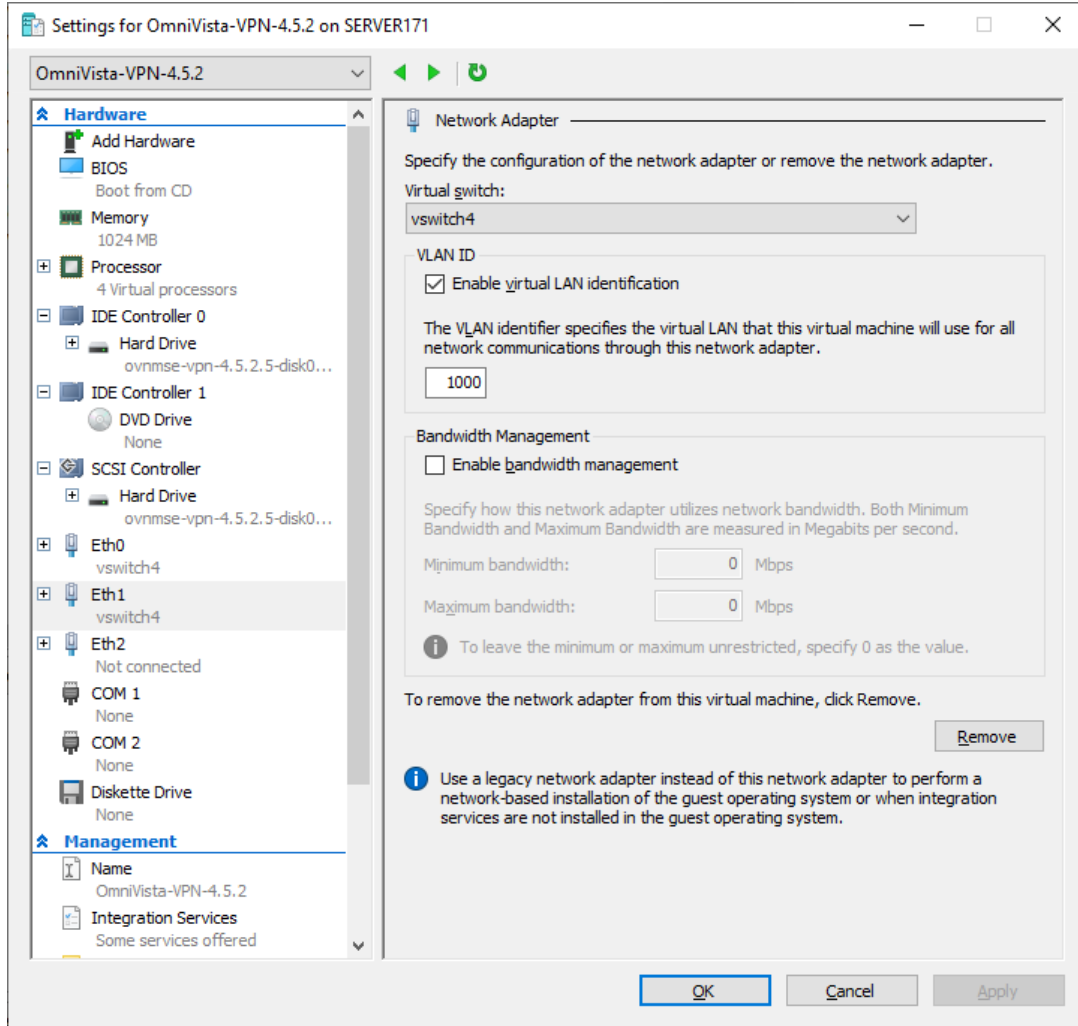 Settings for OmniVista-VPN-4.5.2 on SERVER171
OmniVista-VPN-4.5.2
Hardware
Add Hardware
BIOS
Boot from CD
Memory
1024 MB
Processor
4 Virtual processors
IDE Controller 0
Hard Drive
ovnmse-vpn-4.5.2.5-disk0...
IDE Controller 1
DVD Drive
None
SCSI Controller
Hard Drive
ovnmse-vpn-4.5.2.5-disk0...
Eth0
vswitch4
Eth1
vswitch4
Eth2
Not connected
COM 1
None
COM 2
None
Diskette Drive
None
Management
Name
OmniVista-VPN-4.5.2
Integration Services
Some services offered
Network Adapter
Specify the configuration of the network adapter or remove the network adapter.
Virtual switch:
vswitch4
VLAN ID
Enable virtual LAN identification
The VLAN identifier specifies the virtual LAN that this virtual machine will use for all
network communications through this network adapter.
1000
Bandwidth Management
Enable bandwidth management
Specify how this network adapter utilizes network bandwidth. Both Minimum
Bandwidth and Maximum Bandwidth are measured in Megabits per second.
Minimum bandwidth: 0 Mbps
Maximum bandwidth: 0 Mbps
To leave the minimum or maximum unrestricted, specify 0 as the value.
To remove the network adapter from this virtual machine, click Remove.
Remove
Use a legacy network adapter instead of this network adapter to perform a
network-based installation of the guest operating system or when integration
services are not installed in the guest operating system.
OK Cancel Apply